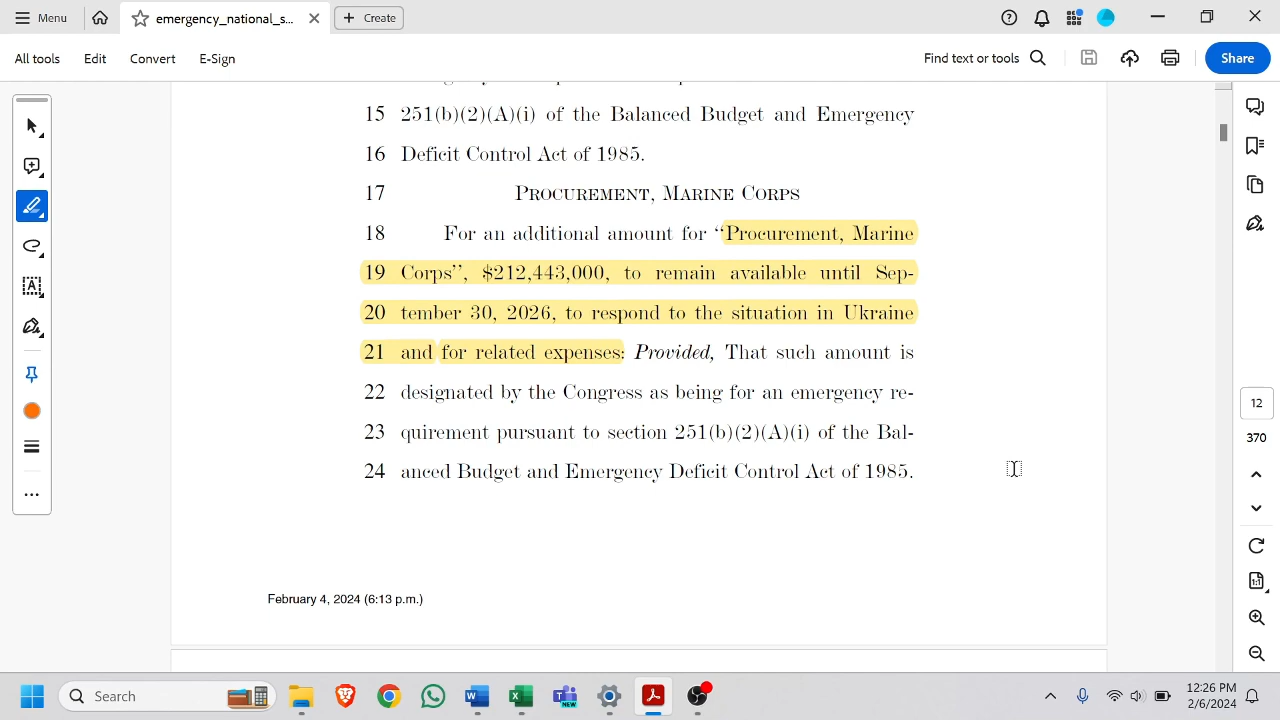 Menu
emergency_national_s...
Create
All tools
Edit
Convert
E-Sign
Find text or tools
Share
15 251(b)(2)(A)(i) of the Balanced Budget and Emergency
16 Deficit Control Act of 1985.
17 PROCUREMENT, MARINE CORPS
18 For an additional amount for “Procurement, Marine
19 Corps”, $212,443,000, to remain available until Sep-
20 tember 30, 2026, to respond to the situation in Ukraine
21 and for related expenses: Provided, That such amount is
22 designated by the Congress as being for an emergency re-
23 quirement pursuant to section 251(b)(2)(A)(i) of the Bal-
24 anced Budget and Emergency Deficit Control Act of 1985.
February 4, 2024 (6:13 p.m.)
12
370
1:1
Search
W
X
NEW
12:26 PM
2/6/2024